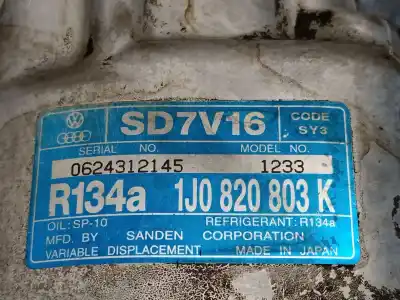 SD7V16
CODE
SY3
SERIAL NO. MODEL NO.
0624312145 1233
R134a 1J0 820 803 K
OIL:SP-10 REFRIGERANT:R134a
MFD. BY SANDEN CORPORATION
VARIABLE DISPLACEMENT MADE IN JAPAN